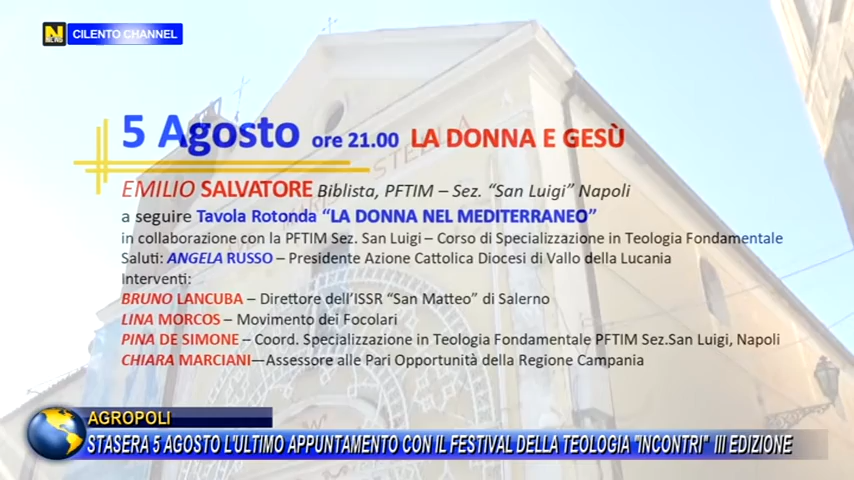 CILENTO CHANNEL
MARIS STELLA
5 Agosto ore 21.00 LA DONNA E GESÙ
EMILIO SALVATORE Biblista, PFTIM – Sez. “San Luigi” Napoli
a seguire Tavola Rotonda “LA DONNA NEL MEDITERRANEO”
in collaborazione con la PFTIM Sez. San Luigi – Corso di Specializzazione in Teologia Fondamentale
Saluti: ANGELA RUSSO – Presidente Azione Cattolica Diocesi di Vallo della Lucania
Interventi:
BRUNO LANCUBA – Direttore dell’ISSR “San Matteo” di Salerno
LINA MORCOS – Movimento dei Focolari
PINA DE SIMONE – Coord. Specializzazione in Teologia Fondamentale PFTIM Sez.San Luigi, Napoli
CHIARA MARCIANI—Assessore alle Pari Opportunità della Regione Campania
AGROPOLI
STASERA 5 AGOSTO L'ULTIMO APPUNTAMENTO CON IL FESTIVAL DELLA TEOLOGIA "INCONTRI" III EDIZIONE